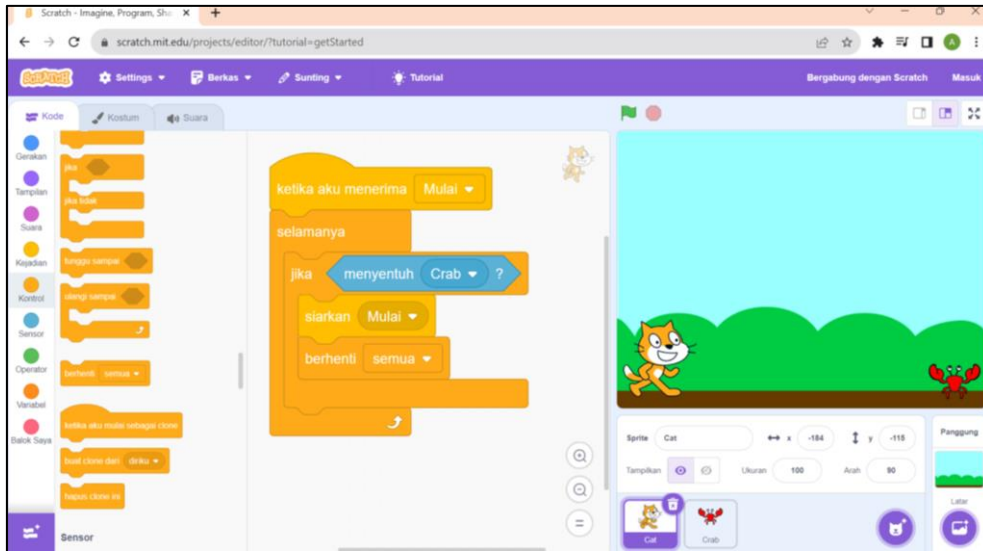 Scratch - Imagine, Program, Sha
scratch.mit.edu/projects/editor/?tutorial=getStarted
A
SCRATCH Settings Berkas Sunting Tutorial Bergabung dengan Scratch Masuk
Kode Kostum Suara
Gerakan
Tampilan
Suara
Kejadian
Kontrol
Sensor
Operator
Variabel
Balok Saya
jika
jika tidak
tunggu sampai
ulangi sampai
berhenti semua
ketika aku mulai sebagai clone
buat clone dari diriku
hapus clone ini
Sensor
ketika aku menerima Mulai
selamanya
jika menyentuh Crab ?
siarkan Mulai
berhenti semua
Sprite Cat x -184 y -118
Tampilkan Ukuran 100 Arah 90
Cat Crab
Panggung
Latar